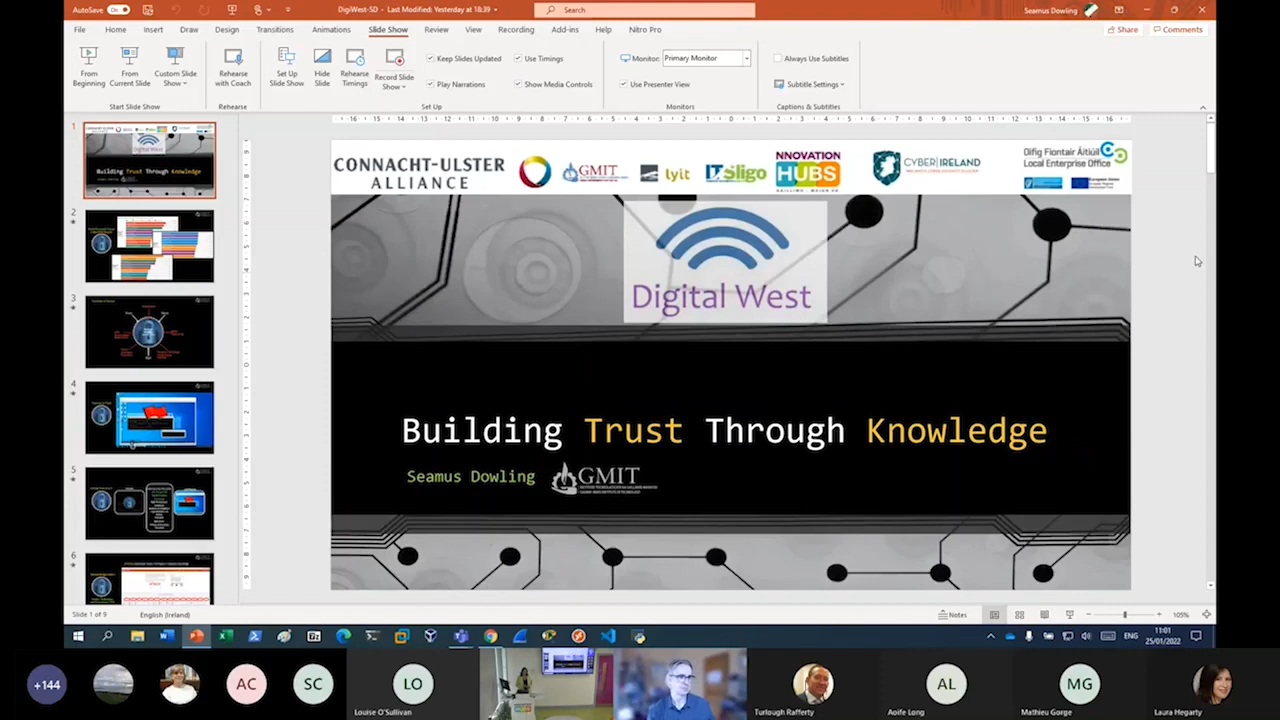 AutoSave On
DigiWest-SD - Last Modified: Yesterday at 18:39
Search
Seamus Dowling
File Home Insert Draw Design Transitions Animations Slide Show Review View Recording Add-ins Help Nitro Pro
Share Comments
From Beginning
From Current Slide
Custom Slide Show
Rehearse with Coach
Set Up Slide Show
Hide Slide
Rehearse Timings
Record Slide Show
Keep Slides Updated
Play Narrations
Use Timings
Show Media Controls
Monitor: Primary Monitor
Use Presenter View
Always Use Subtitles
Subtitle Settings
Start Slide Show
Rehearse
Set Up
Monitors
Captions & Subtitles
1
2
3
4
5
6
CONNACHT-ULSTER
ALLIANCE
GMIT
lyit
IT Sligo
INNOVATION
HUBS
CYBER IRELAND
Oifig Fiontair Áitiúil
Local Enterprise Office
Digital West
Building Trust Through Knowledge
Seamus Dowling
GMIT
Slide 1 of 9
English (Ireland)
Notes
105%
ENG
11:01
25/01/2022
+144
AC
SC
LO
Louise O'Sullivan
Turlough Rafferty
AL
Aoife Long
MG
Mathieu Gorge
Laura Hegarty